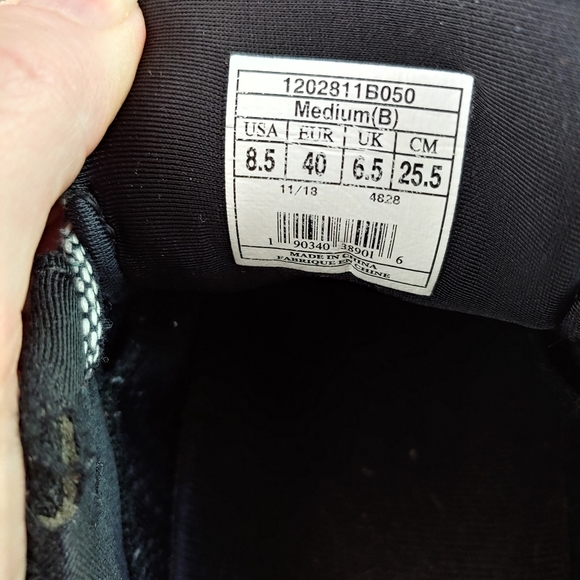 1202811B050
Medium(B)
USA EUR UK CM
8.5 40 6.5 25.5
11/18 4828
1 90340 38901 6
MADE IN CHINA
FABRIQUE EN CHINE